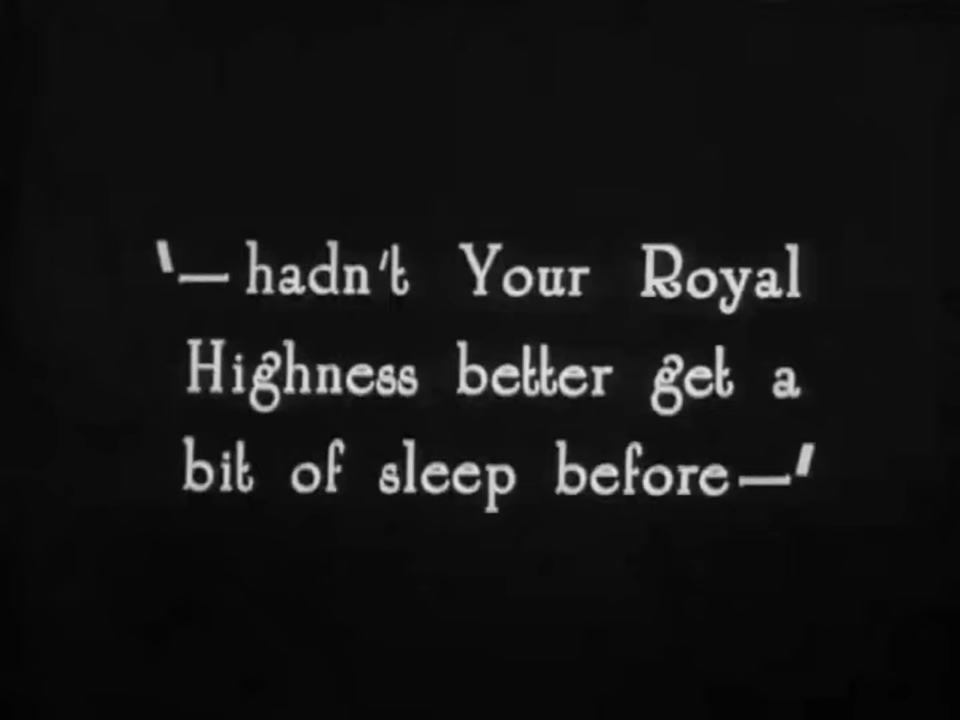 '—hadn't Your Royal
Highness better get a
bit of sleep before—'